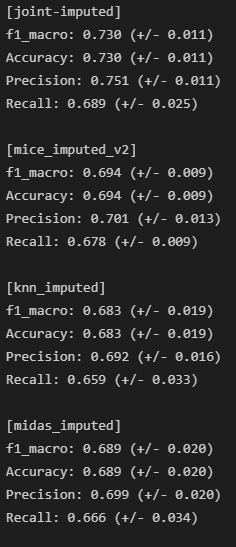 [joint-imputed]
f1_macro: 0.730 (+/- 0.011)
Accuracy: 0.730 (+/- 0.011)
Precision: 0.751 (+/- 0.011)
Recall: 0.689 (+/- 0.025)
[mice_imputed_v2]
f1_macro: 0.694 (+/- 0.009)
Accuracy: 0.694 (+/- 0.009)
Precision: 0.701 (+/- 0.013)
Recall: 0.678 (+/- 0.009)
[knn_imputed]
f1_macro: 0.683 (+/- 0.019)
Accuracy: 0.683 (+/- 0.019)
Precision: 0.692 (+/- 0.016)
Recall: 0.659 (+/- 0.033)
[midas_imputed]
f1_macro: 0.689 (+/- 0.020)
Accuracy: 0.689 (+/- 0.020)
Precision: 0.699 (+/- 0.020)
Recall: 0.666 (+/- 0.034)